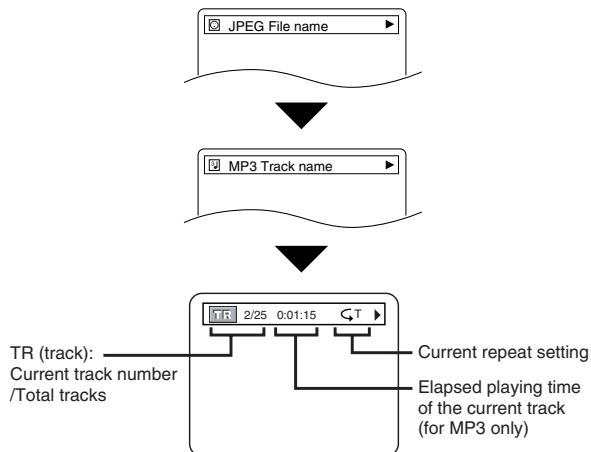 JPEG File name
MP3 Track name
TR 2/25 0:01:15 T
TR (track):
Current track number
/Total tracks
Current repeat setting
Elapsed playing time
of the current track
(for MP3 only)